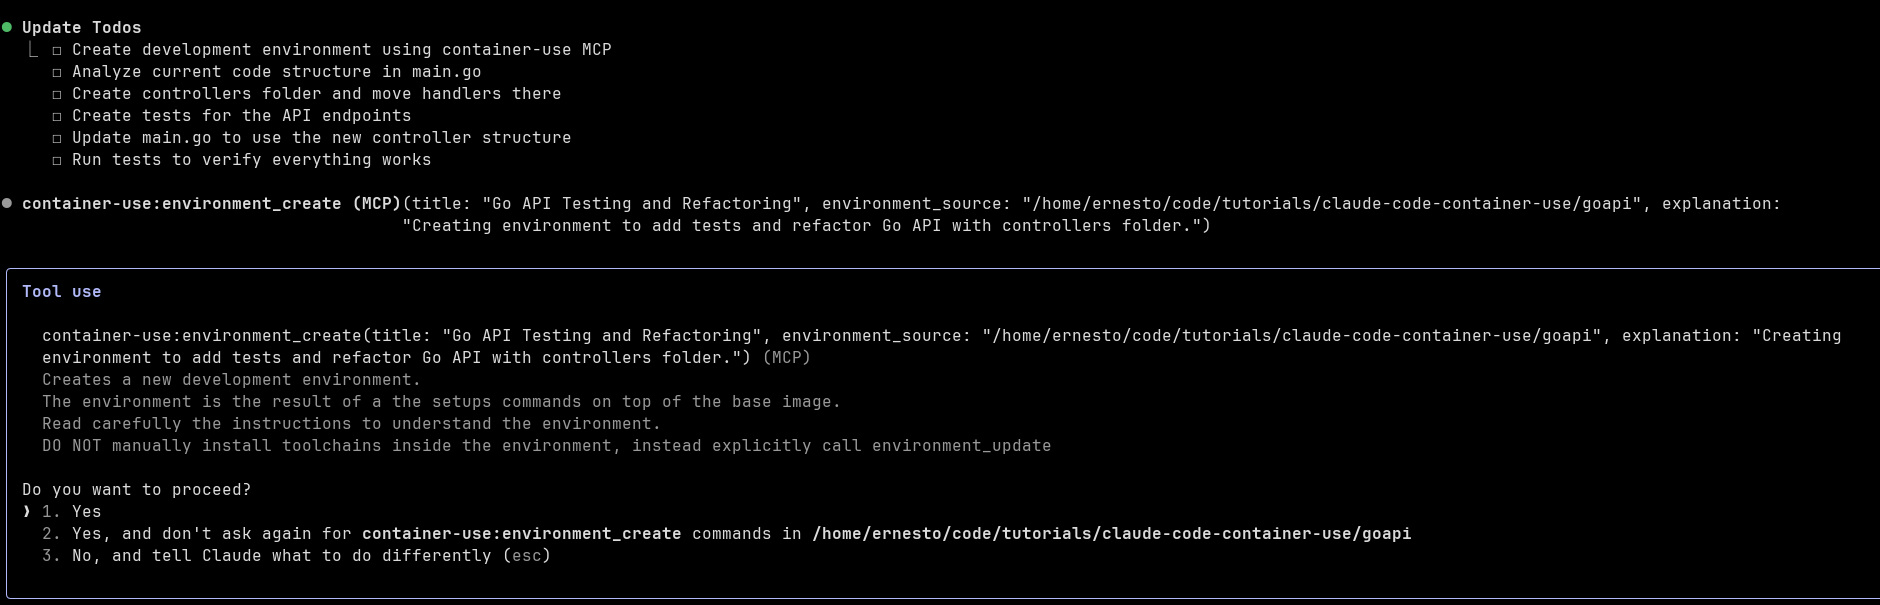 ● Update Todos
⎿ ☐ Create development environment using container-use MCP
☐ Analyze current code structure in main.go
☐ Create controllers folder and move handlers there
☐ Create tests for the API endpoints
☐ Update main.go to use the new controller structure
☐ Run tests to verify everything works
● container-use:environment_create (MCP)(title: "Go API Testing and Refactoring", environment_source: "/home/ernesto/code/tutorials/claude-code-container-use/goapi", explanation:
"Creating environment to add tests and refactor Go API with controllers folder.")
Tool use
container-use:environment_create(title: "Go API Testing and Refactoring", environment_source: "/home/ernesto/code/tutorials/claude-code-container-use/goapi", explanation: "Creating
environment to add tests and refactor Go API with controllers folder.") (MCP)
Creates a new development environment.
The environment is the result of a the setups commands on top of the base image.
Read carefully the instructions to understand the environment.
DO NOT manually install toolchains inside the environment, instead explicitly call environment_update
Do you want to proceed?
❯ 1. Yes
2. Yes, and don't ask again for container-use:environment_create commands in /home/ernesto/code/tutorials/claude-code-container-use/goapi
3. No, and tell Claude what to do differently (esc)